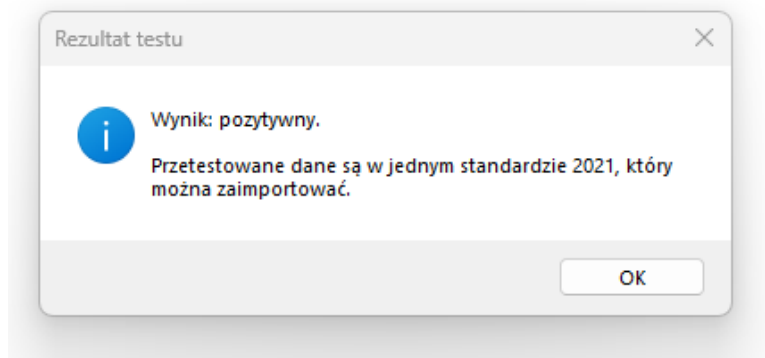 Rezultat testu
i
Wynik: pozytywny.
Przetestowane dane są w jednym standardzie 2021, który
można zaimportować.
OK